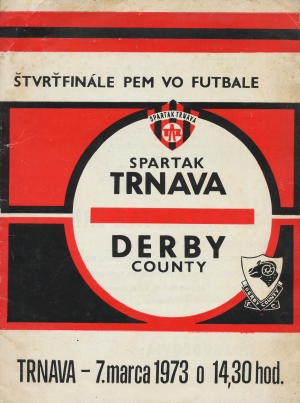 ŠTVRŤFINÁLE PEM VO FUTBALE
SPARTAK TRNAVA
SPARTAK
TRNAVA
DERBY
COUNTY
DERBY COUNTY
F C
TRNAVA – 7. marca 1973 o 14,30 hod.